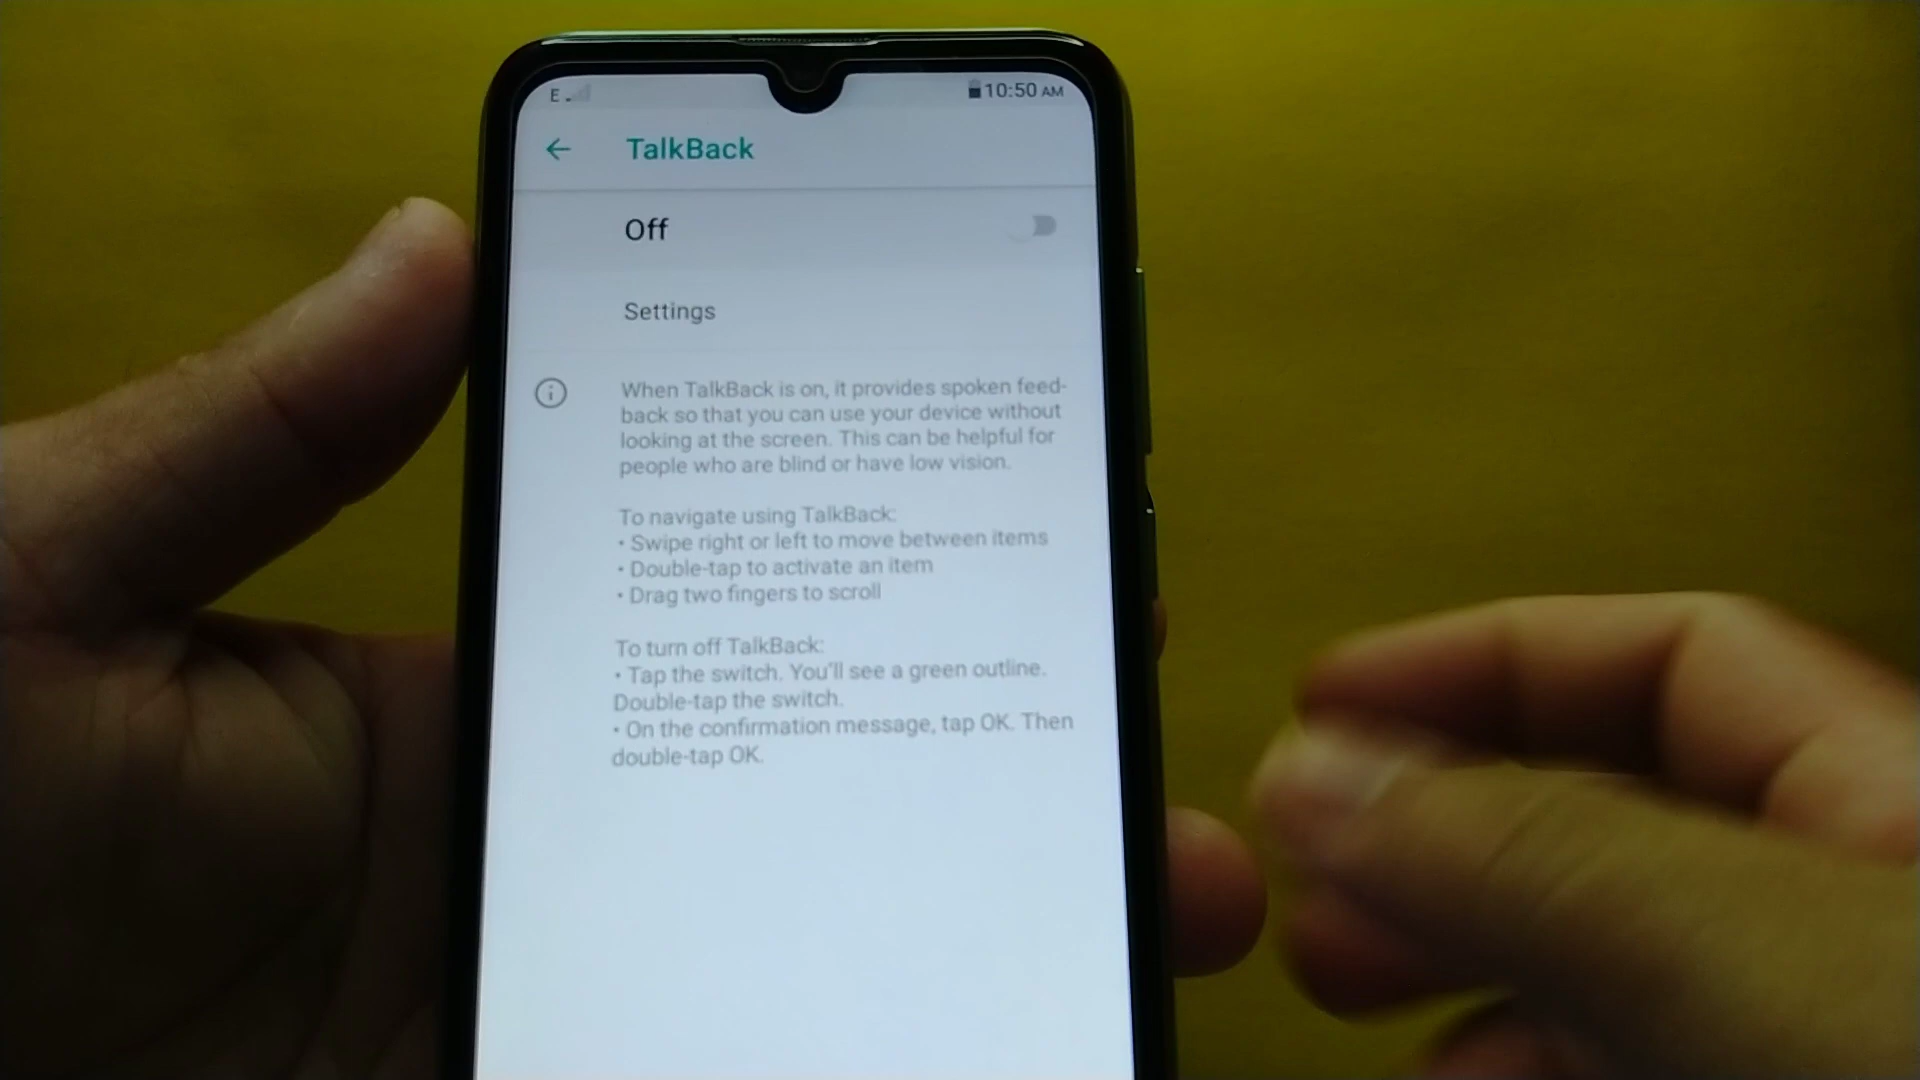 E
10:50 AM
TalkBack
Off
Settings
When TalkBack is on, it provides spoken feed-
back so that you can use your device without
looking at the screen. This can be helpful for
people who are blind or have low vision.
To navigate using TalkBack:
• Swipe right or left to move between items
• Double-tap to activate an item
• Drag two fingers to scroll
To turn off TalkBack:
• Tap the switch. You'll see a green outline.
Double-tap the switch.
• On the confirmation message, tap OK. Then
double-tap OK.